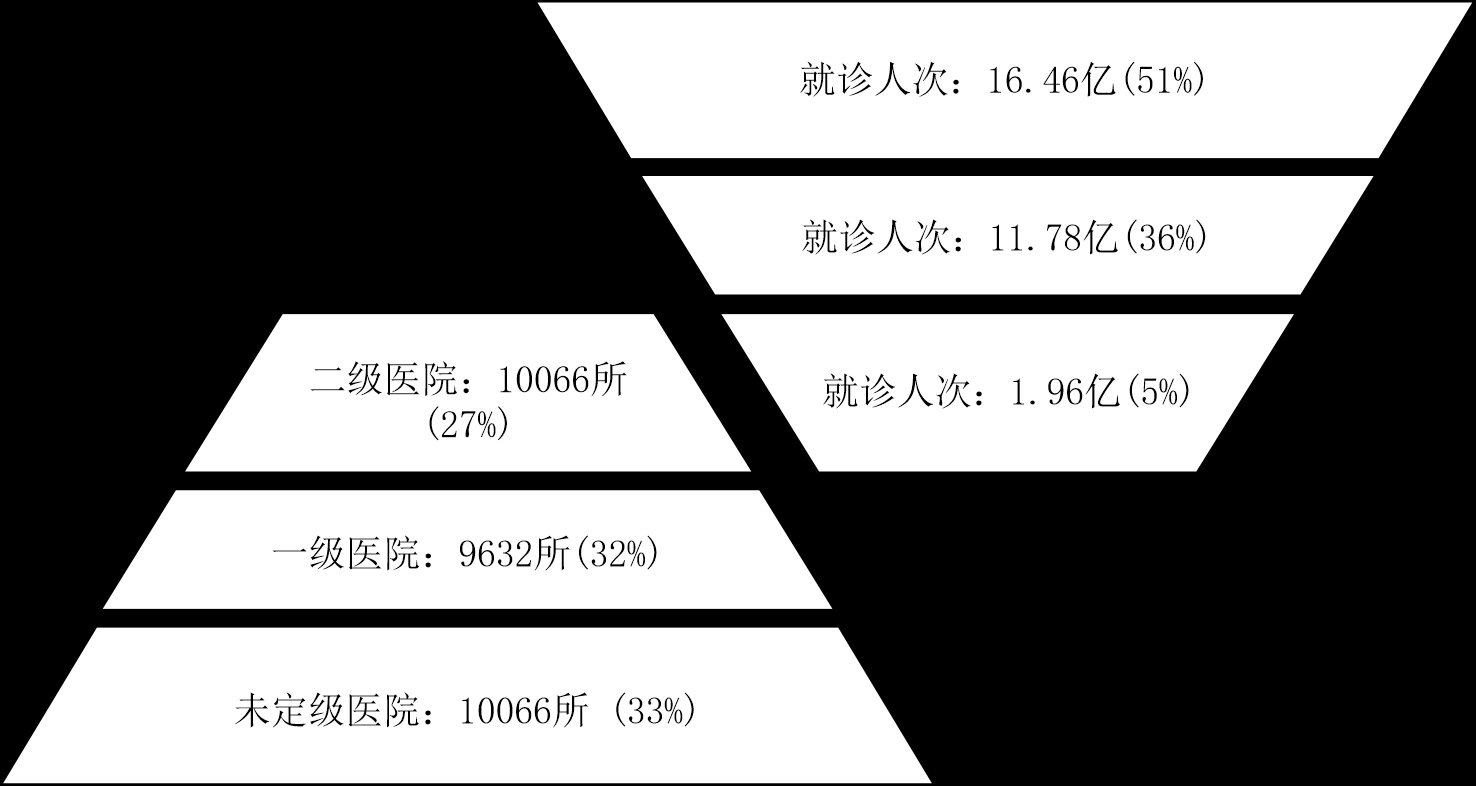 就诊人次：16.46亿(51%)
就诊人次：11.78亿(36%)
二级医院：10066所
(27%)
就诊人次：1.96亿(5%)
一级医院：9632所(32%)
未定级医院：10066所 (33%)